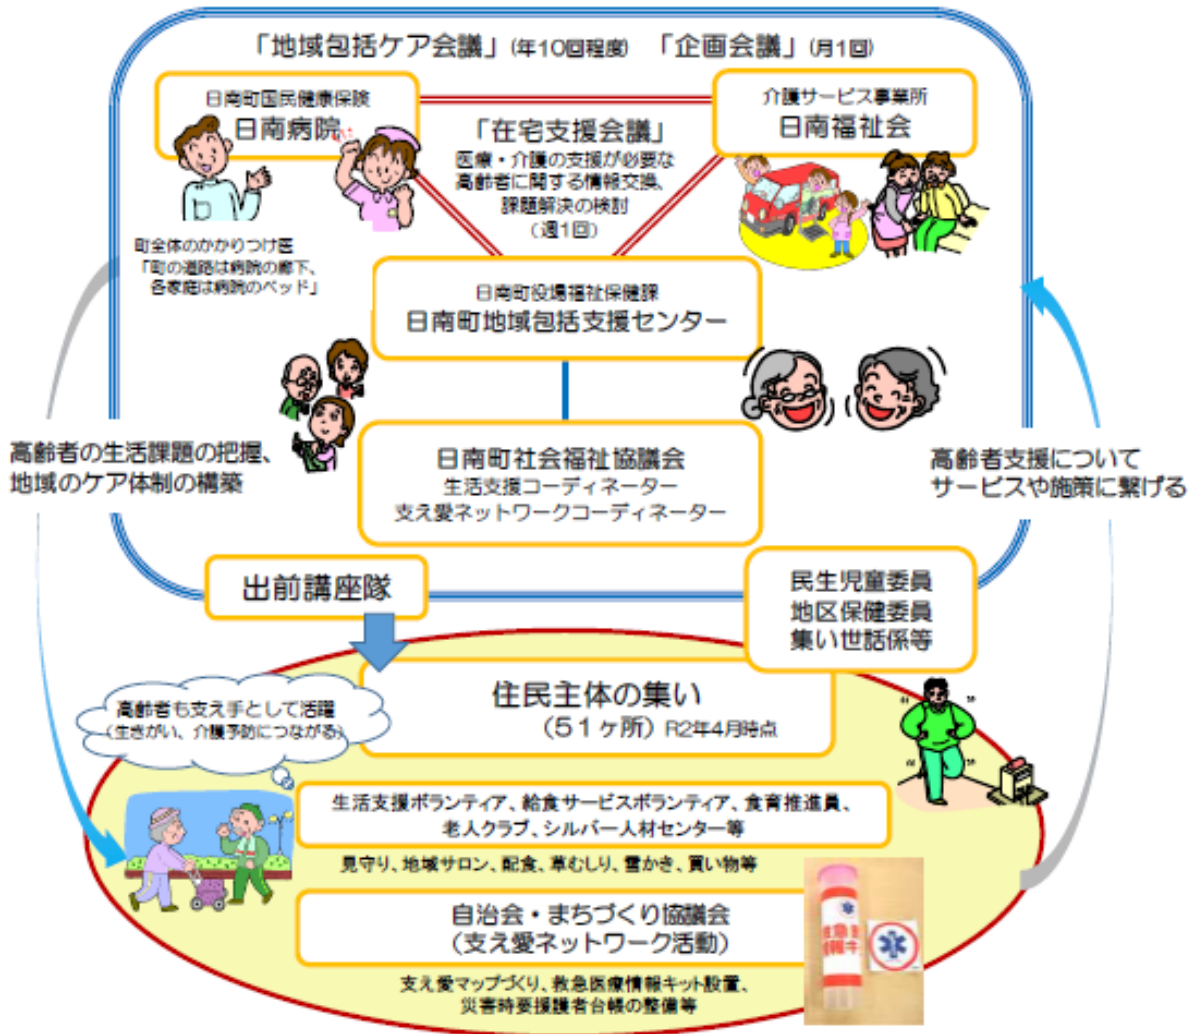 「地域包括ケア会議」(年10回程度) 「企画会議」(月1回)
日南町国民健康保険
日南病院
介護サービス事業所
日南福祉会
「在宅支援会議」
医療・介護の支援が必要な
高齢者に関する情報交換、
課題解決の検討
(週1回)
町全体のかかりつけ医
「町の道路は病院の廊下、
各家庭は病院のベッド」
日南町役場福祉保健課
日南町地域包括支援センター
高齢者の生活課題の把握、
地域のケア体制の構築
日南町社会福祉協議会
生活支援コーディネーター
支え愛ネットワークコーディネーター
高齢者支援について
サービスや施策に繋げる
出前講座隊
民生児童委員
地区保健委員
集い世話係等
住民主体の集い
(51ヶ所) R2年4月時点
高齢者も支え手として活躍
(生きがい、介護予防につながる)
生活支援ボランティア、給食サービスボランティア、食育推進員、
老人クラブ、シルバー人材センター等
見守り、地域サロン、配食、草むしり、雪かき、買い物等
自治会・まちづくり協議会
(支え愛ネットワーク活動)
支え愛マップづくり、救急医療情報キット設置、
災害時要援護者台帳の整備等